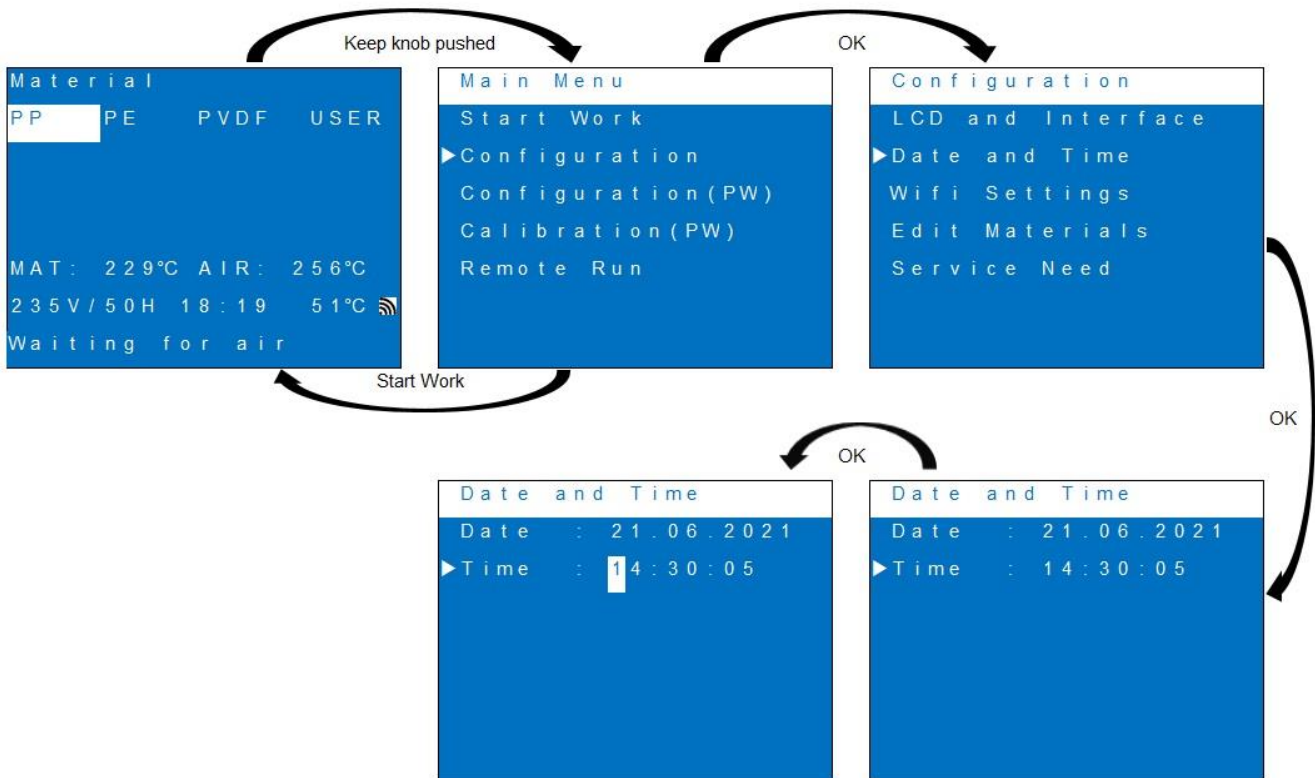 Keep knob pushed
OK
Material
PP PE PVDF USER
MAT: 229°C AIR: 256°C
235V/50H 18:19 51°C
Waiting for air
Main Menu
Start Work
Configuration
Configuration(PW)
Calibration(PW)
Remote Run
Configuration
LCD and Interface
Date and Time
Wifi Settings
Edit Materials
Service Need
Start Work
OK
OK
Date and Time
Date : 21.06.2021
Time : 14:30:05
Date and Time
Date : 21.06.2021
Time : 14:30:05